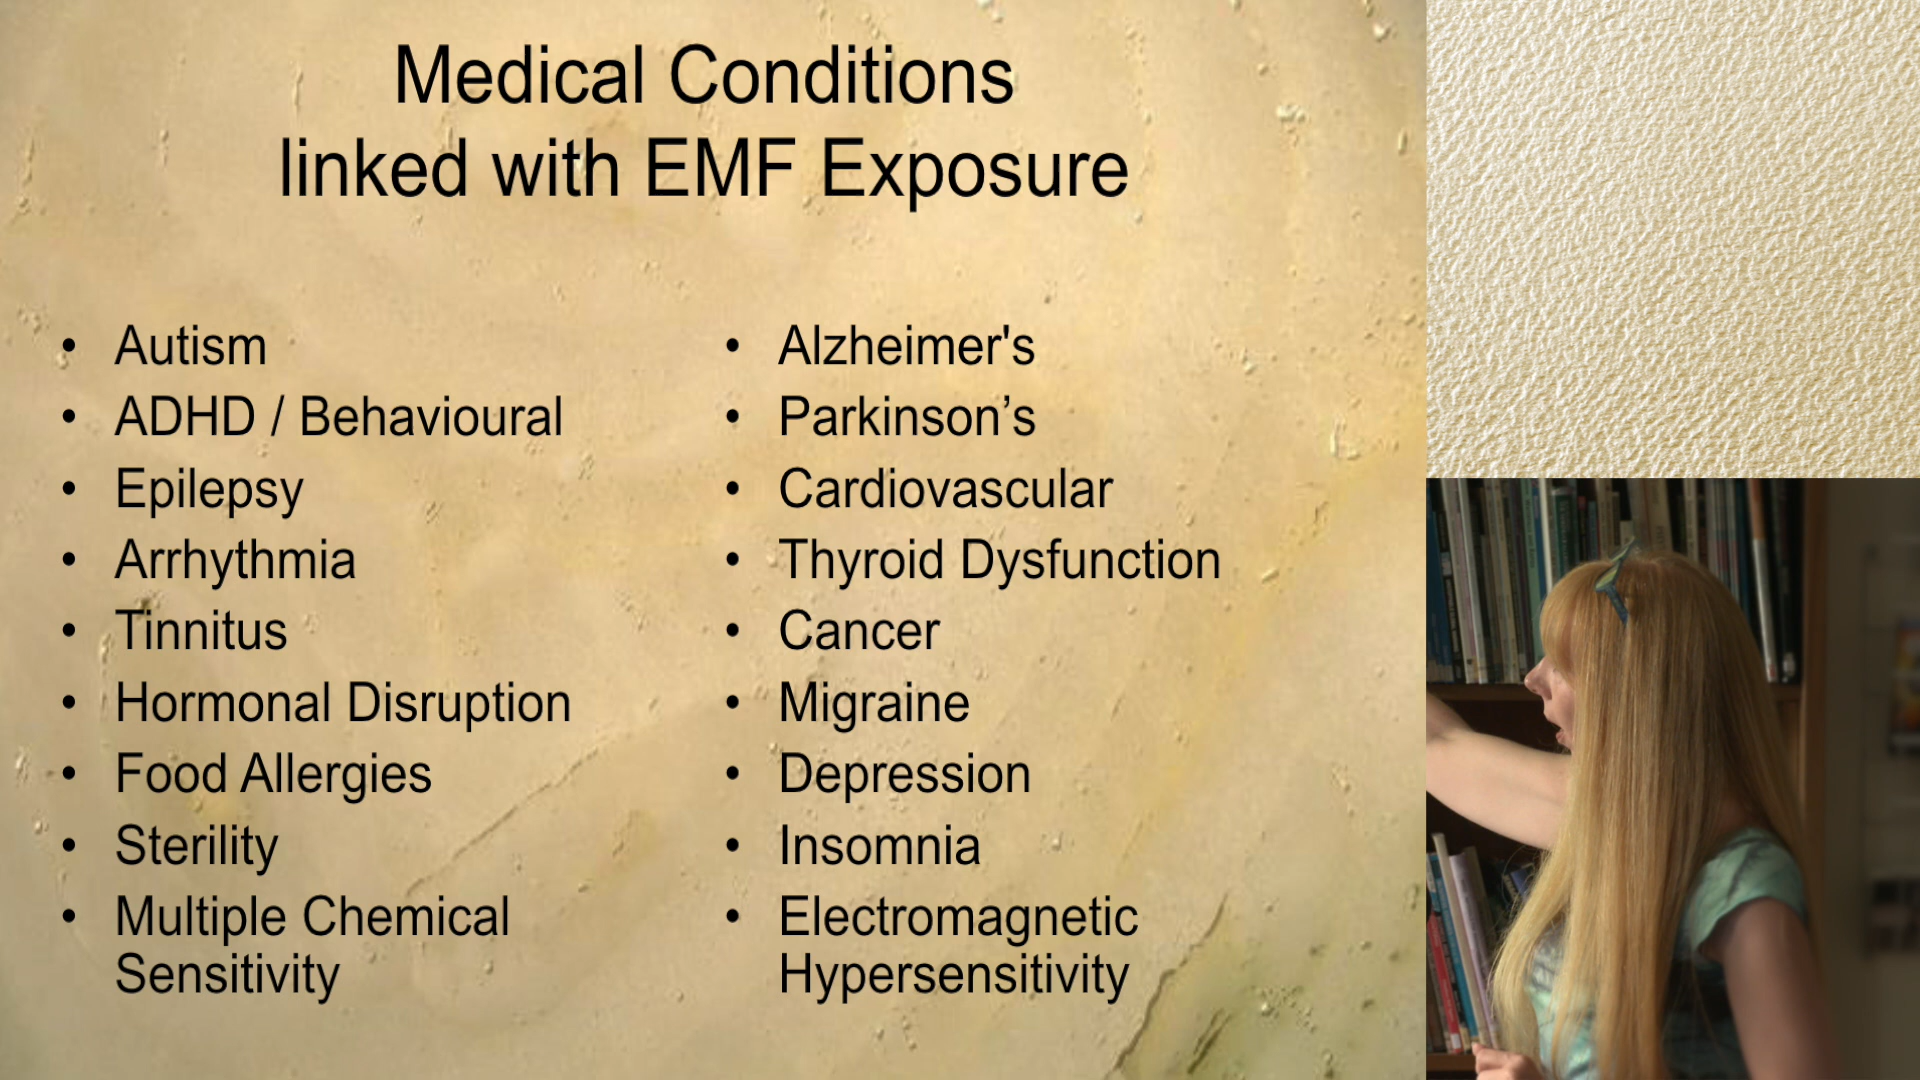 Medical Conditions
linked with EMF Exposure
• Autism
• ADHD / Behavioural
• Epilepsy
• Arrhythmia
• Tinnitus
• Hormonal Disruption
• Food Allergies
• Sterility
• Multiple Chemical
Sensitivity
• Alzheimer's
• Parkinson’s
• Cardiovascular
• Thyroid Dysfunction
• Cancer
• Migraine
• Depression
• Insomnia
• Electromagnetic
Hypersensitivity